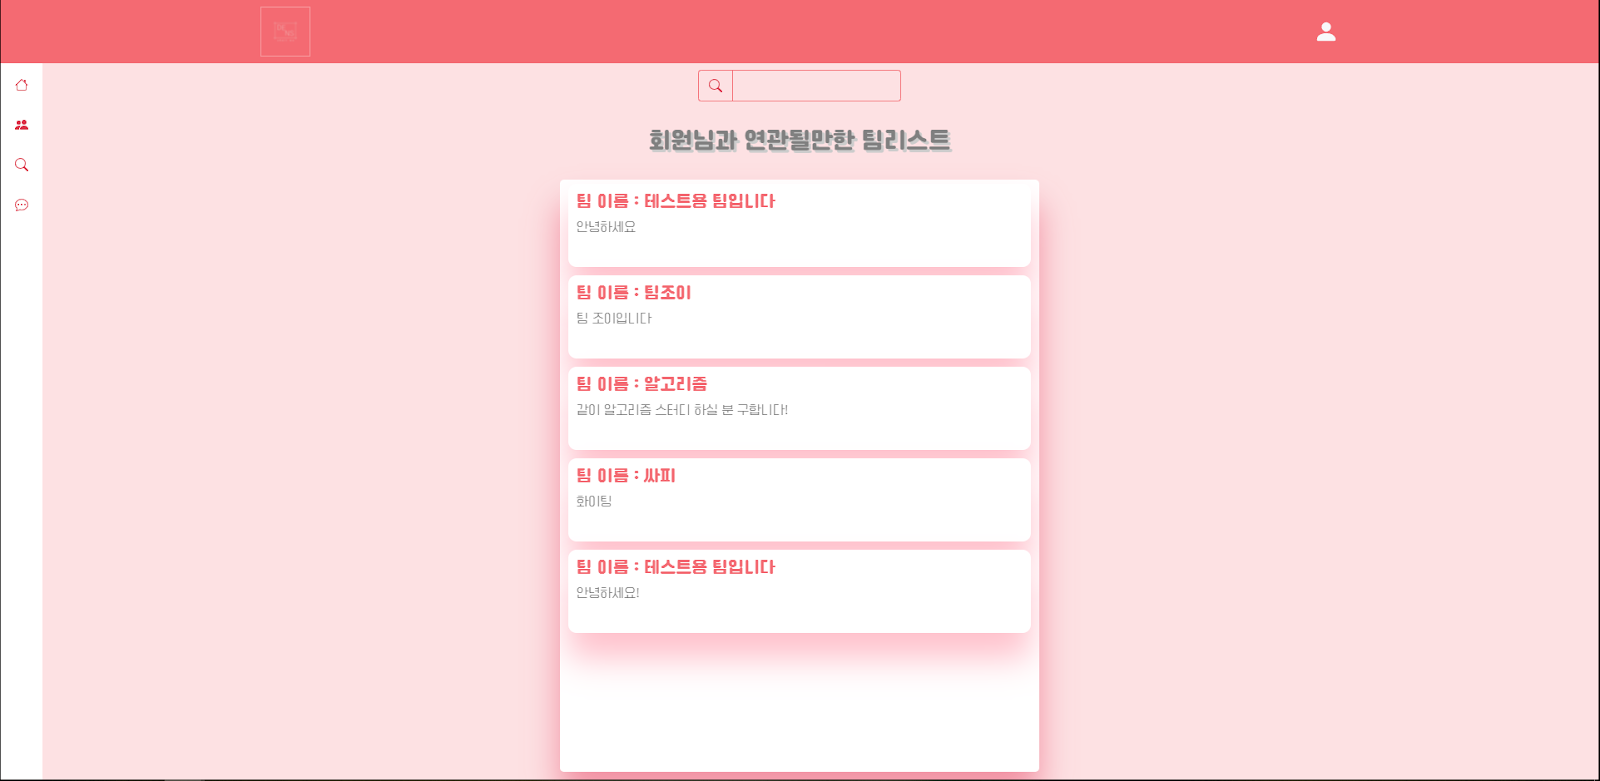 회원님과 연관될만한 팀리스트
팀 이름 : 테스트용 팀입니다
안녕하세요
팀 이름 : 팀조이
팀 조이입니다
팀 이름 : 알고리즘
같이 알고리즘 스터디 하실 분 구합니다!
팀 이름 : 싸피
화이팅
팀 이름 : 테스트용 팀입니다
안녕하세요!